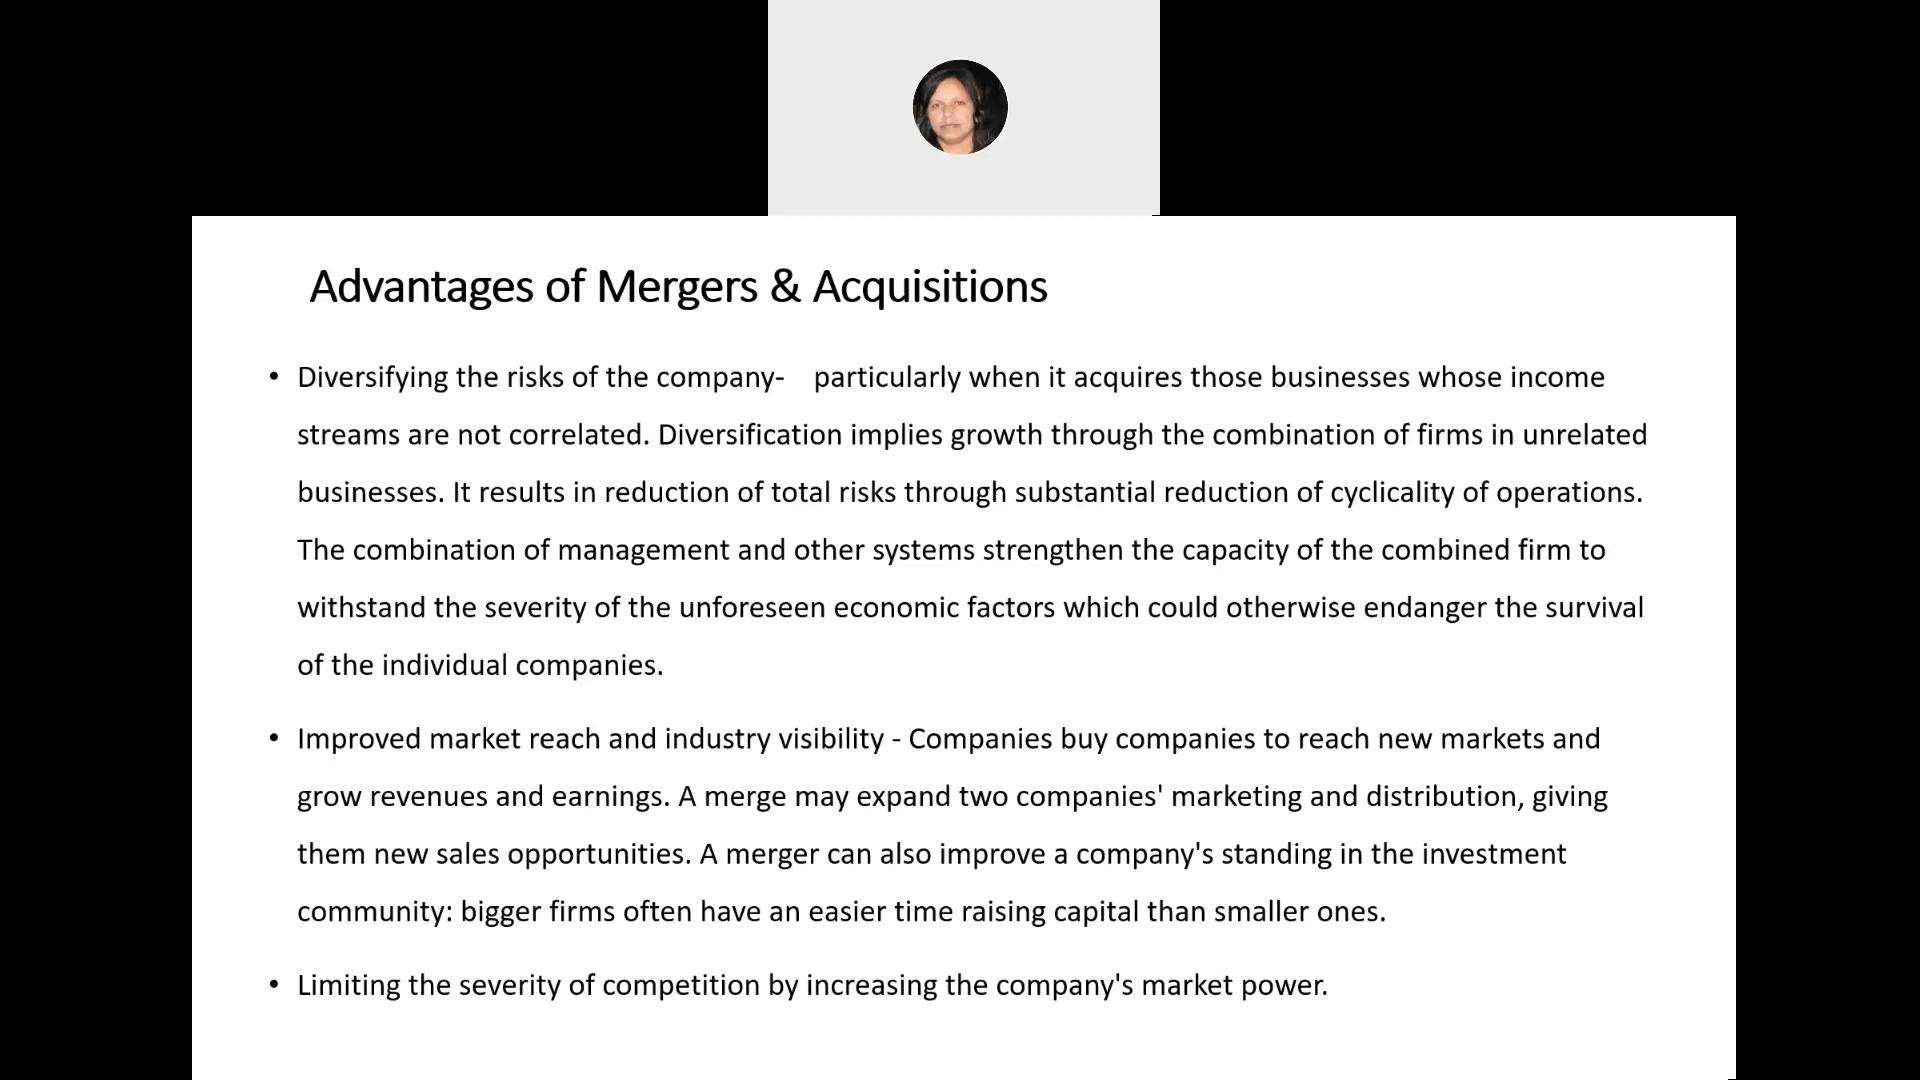 Advantages of Mergers & Acquisitions
• Diversifying the risks of the company- particularly when it acquires those businesses whose income
streams are not correlated. Diversification implies growth through the combination of firms in unrelated
businesses. It results in reduction of total risks through substantial reduction of cyclicality of operations.
The combination of management and other systems strengthen the capacity of the combined firm to
withstand the severity of the unforeseen economic factors which could otherwise endanger the survival
of the individual companies.
• Improved market reach and industry visibility - Companies buy companies to reach new markets and
grow revenues and earnings. A merge may expand two companies' marketing and distribution, giving
them new sales opportunities. A merger can also improve a company's standing in the investment
community: bigger firms often have an easier time raising capital than smaller ones.
• Limiting the severity of competition by increasing the company's market power.